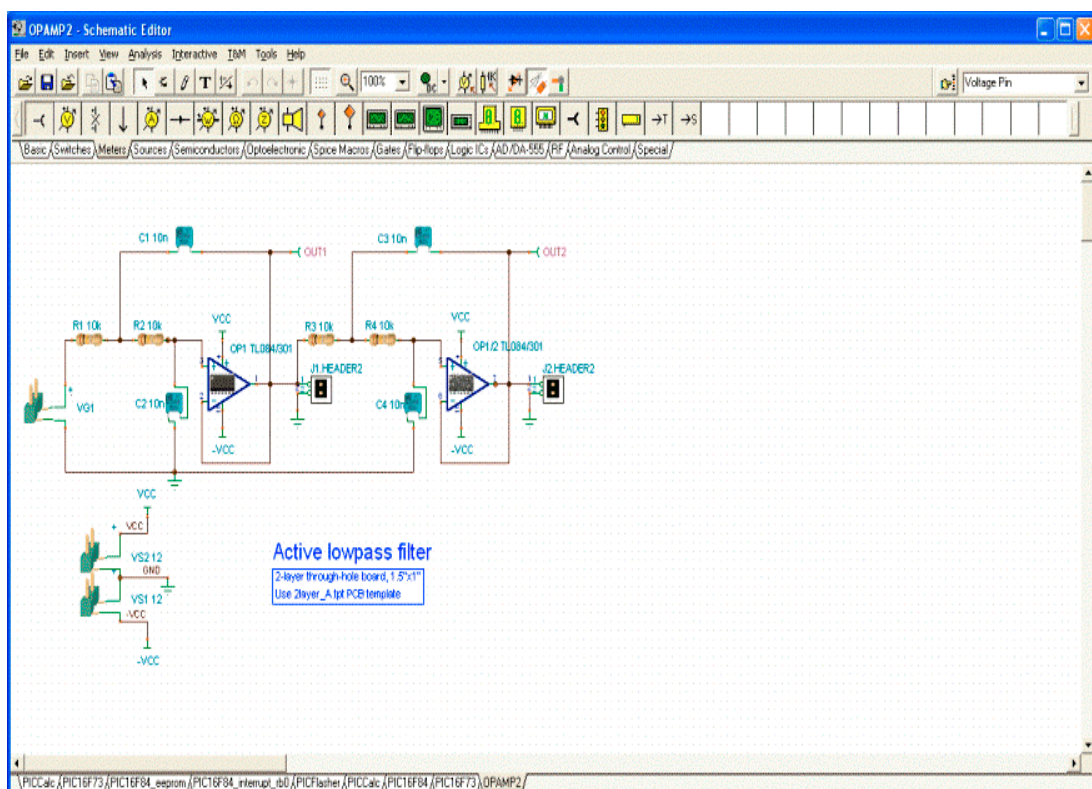 OPAMP2 - Schematic Editor
File Edit Insert View Analysis Interactive T&M Tools Help
100%
DC
Voltage Pin
Basic Switches Meters Sources Semiconductors Optoelectronic Spice Macros Gates Flip-flops Logic ICs AD/DA-555 RF Analog Control Special
C1 10n
OUT1
C3 10n
OUT2
R1 10k
R2 10k
VCC
OP1 TL084/301
R3 10k
R4 10k
VCC
OP1/2 TL084/301
J1.HEADER2
J2.HEADER2
VG1
C2 10n
-VCC
C4 10n
-VCC
VCC
VCC
VS2 12
GND
VS1 12
-VCC
-VCC
Active lowpass filter
2-layer through-hole board, 1.5"x1"
Use 2layer_A.tpt PCB template
PICCalc PIC16F73 PIC16F84_eeprom PIC16F84_interrupt_rb0 PICFlasher PICCalc PIC16F84 PIC16F73 OPAMP2